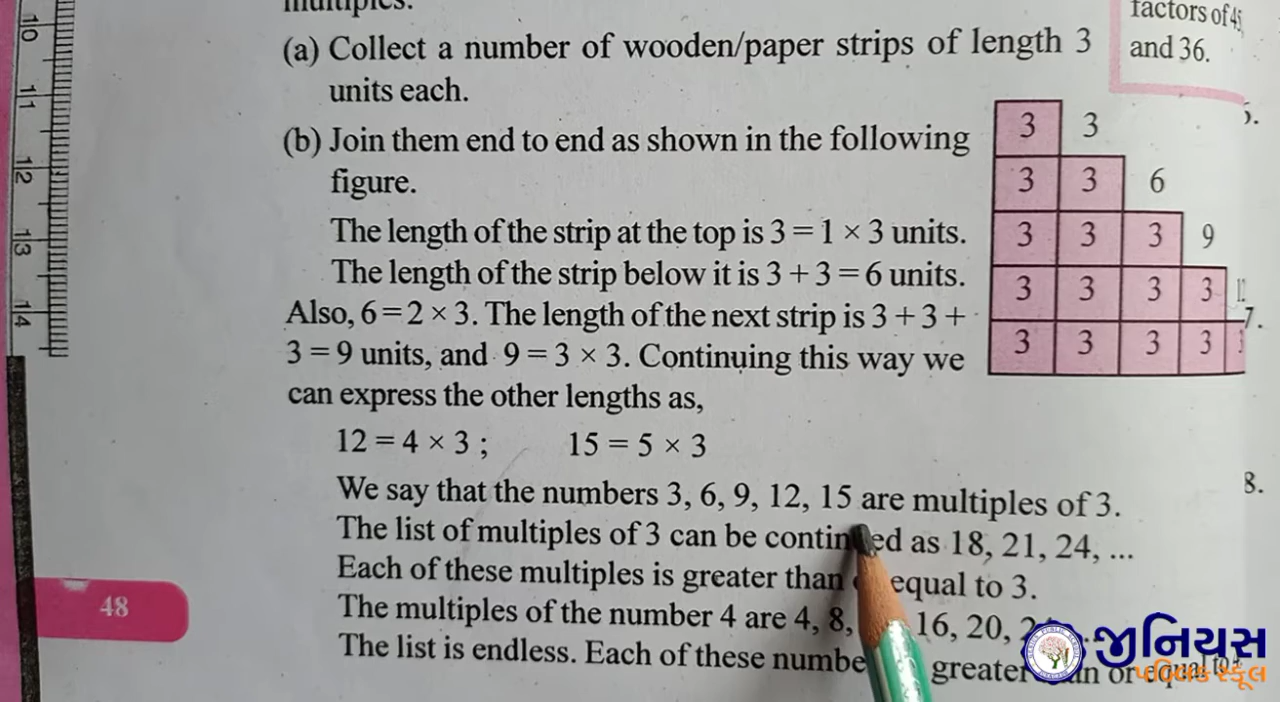 (a) Collect a number of wooden/paper strips of length 3
units each.
(b) Join them end to end as shown in the following
figure.
The length of the strip at the top is 3 = 1 × 3 units.
The length of the strip below it is 3 + 3 = 6 units.
Also, 6 = 2 × 3. The length of the next strip is 3 + 3 +
3 = 9 units, and 9 = 3 × 3. Continuing this way we
can express the other lengths as,
12 = 4 × 3 ; 15 = 5 × 3
We say that the numbers 3, 6, 9, 12, 15 are multiples of 3.
The list of multiples of 3 can be as 18, 21, 24, ...
Each of these multiples is greater than equal to 3.
The multiples of the number 4 are 4, 8, 16, 20,
The list is endless. Each of these greater or equal to
factors of
and 36.
3 3
3 3 6
3 3 3 9
3 3 3 3
3 3 3 3
5.
7.
8.
10
11
12
13
14
48
જીનિયસ
પબ્લિક સ્કૂલ